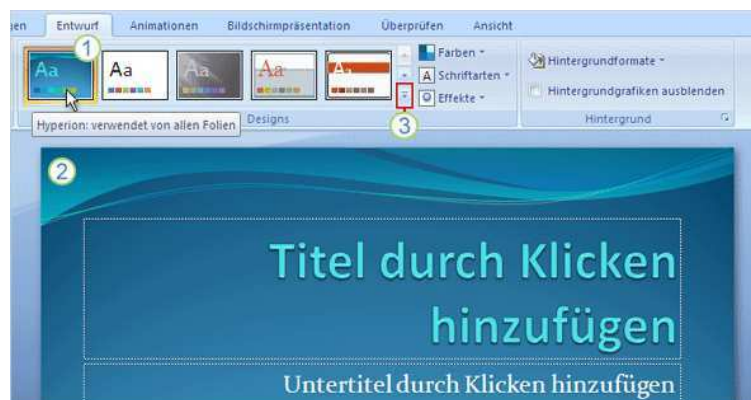 Entwurf Animationen Bildschirmpräsentation Überprüfen Ansicht
1
Aa Aa Aa Aa Aa
Farben
A Schriftarten
Effekte
Hintergrundformate
Hintergrundgrafiken ausblenden
Hyperion: verwendet von allen Folien
Designs
3
Hintergrund
2
Titel durch Klicken
hinzufügen
Untertitel durch Klicken hinzufügen